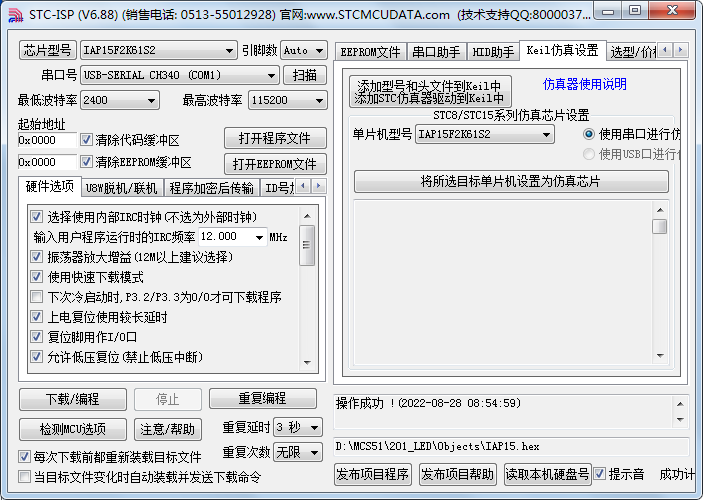 STC-ISP (V6.88) (销售电话: 0513-55012928) 官网:www.STCMCUDATA.com (技术支持QQ:8000037...
芯片型号 IAP15F2K61S2 引脚数 Auto
串口号 USB-SERIAL CH340 (COM1) 扫描
最低波特率 2400 最高波特率 115200
起始地址
0x0000 清除代码缓冲区 打开程序文件
0x0000 清除EEPROM缓冲区 打开EEPROM文件
硬件选项 U8W脱机/联机 程序加密后传输 ID号
选择使用内部IRC时钟(不选为外部时钟)
输入用户程序运行时的IRC频率 12.000 MHz
振荡器放大增益(12M以上建议选择)
使用快速下载模式
下次冷启动时,P3.2/P3.3为0/0才可下载程序
上电复位使用较长延时
复位脚用作I/O口
允许低压复位(禁止低压中断)
下载/编程 停止 重复编程
检测MCU选项 注意/帮助 重复延时 3 秒
重复次数 无限
每次下载前都重新装载目标文件
当目标文件变化时自动装载并发送下载命令
EEPROM文件 串口助手 HID助手 Keil仿真设置 选型/价格
添加型号和头文件到Keil中
添加STC仿真器驱动到Keil中
仿真器使用说明
STC8/STC15系列仿真芯片设置
单片机型号 IAP15F2K61S2 使用串口进行仿
使用USB口进行仿
将所选目标单片机设置为仿真芯片
操作成功 !(2022-08-28 08:54:59)
D:\MCS51\201_LED\Objects\IAP15.hex
发布项目程序 发布项目帮助 读取本机硬盘号 提示音 成功计